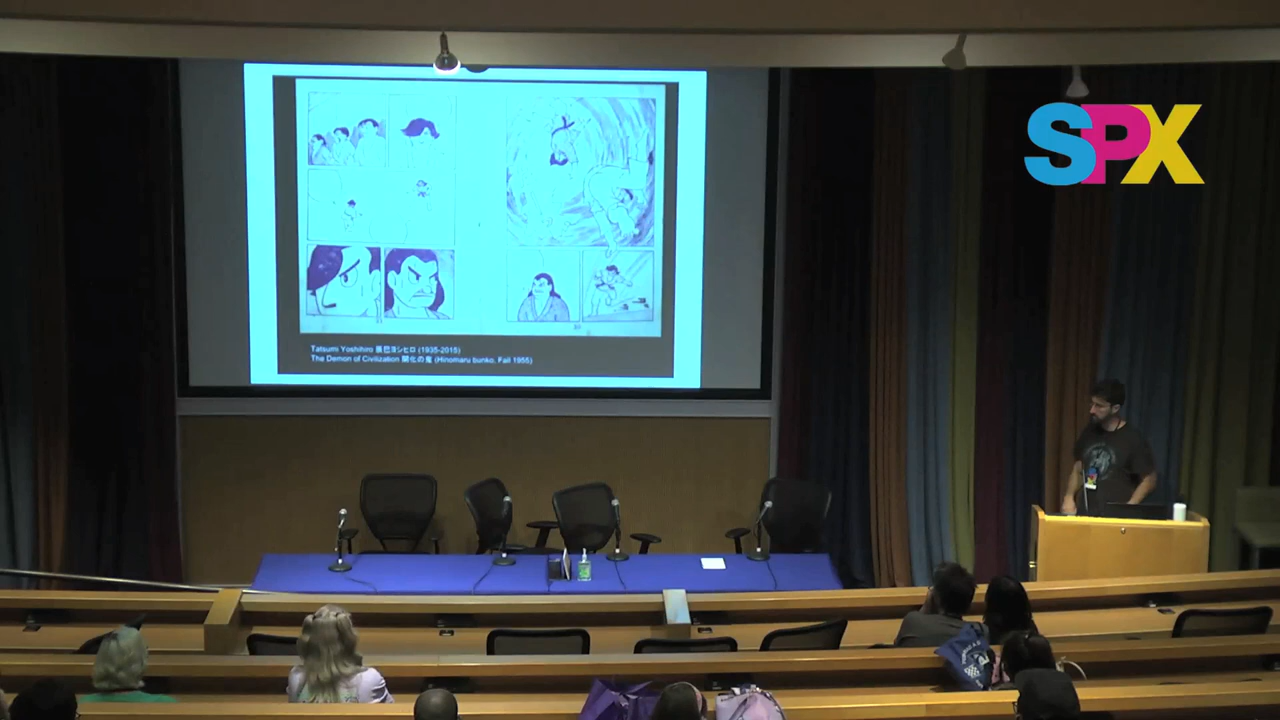 SPX
Tatsumi Yoshihiro 辰巳ヨシヒロ (1935-2015)
The Demon of Civilization 開化の鬼 (Hinomaru bunko, Fall 1955)